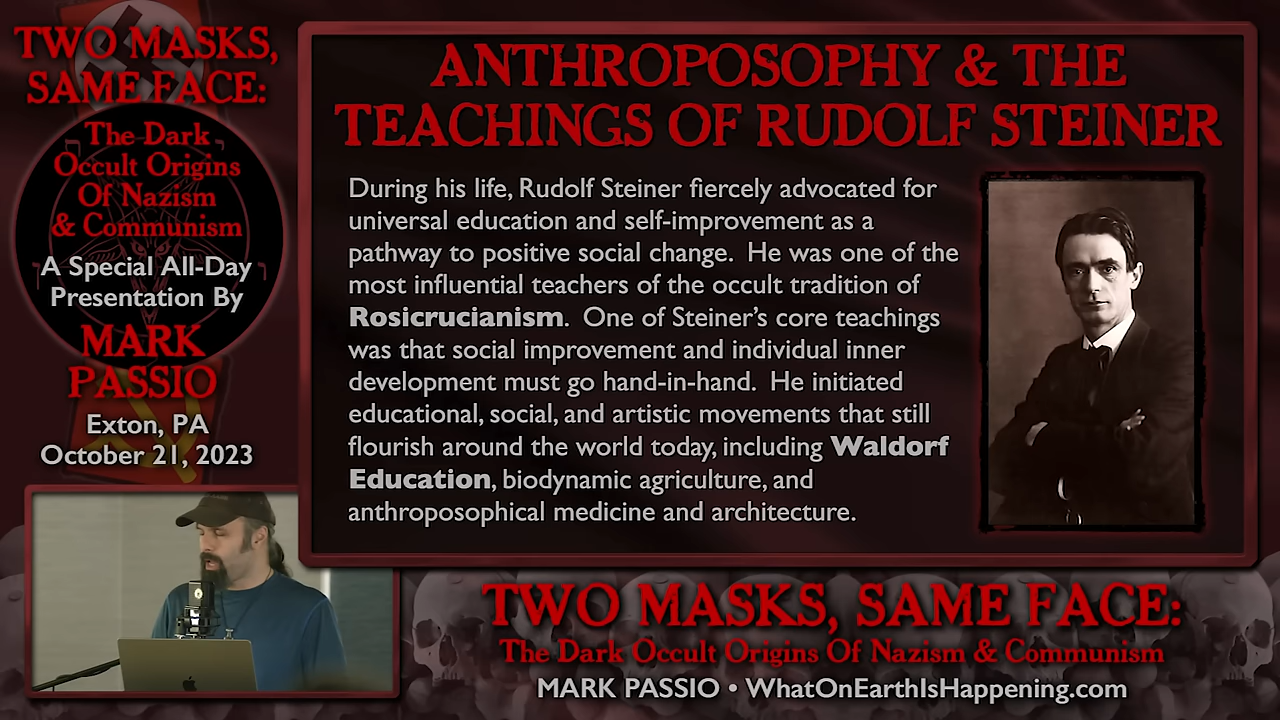 TWO MASKS,
SAME FACE:
The Dark
Occult Origins
Of Nazism
& Communism
A Special All-Day
Presentation By
MARK
PASSIO
Exton, PA
October 21, 2023
ANTHROPOSOPHY & THE
TEACHINGS OF RUDOLF STEINER
During his life, Rudolf Steiner fiercely advocated for
universal education and self-improvement as a
pathway to positive social change.  He was one of the
most influential teachers of the occult tradition of
Rosicrucianism.  One of Steiner's core teachings
was that social improvement and individual inner
development must go hand-in-hand.  He initiated
educational, social, and artistic movements that still
flourish around the world today, including Waldorf
Education, biodynamic agriculture, and
anthroposophical medicine and architecture.
TWO MASKS, SAME FACE:
The Dark Occult Origins Of Nazism & Communism
MARK PASSIO • WhatOnEarthIsHappening.com